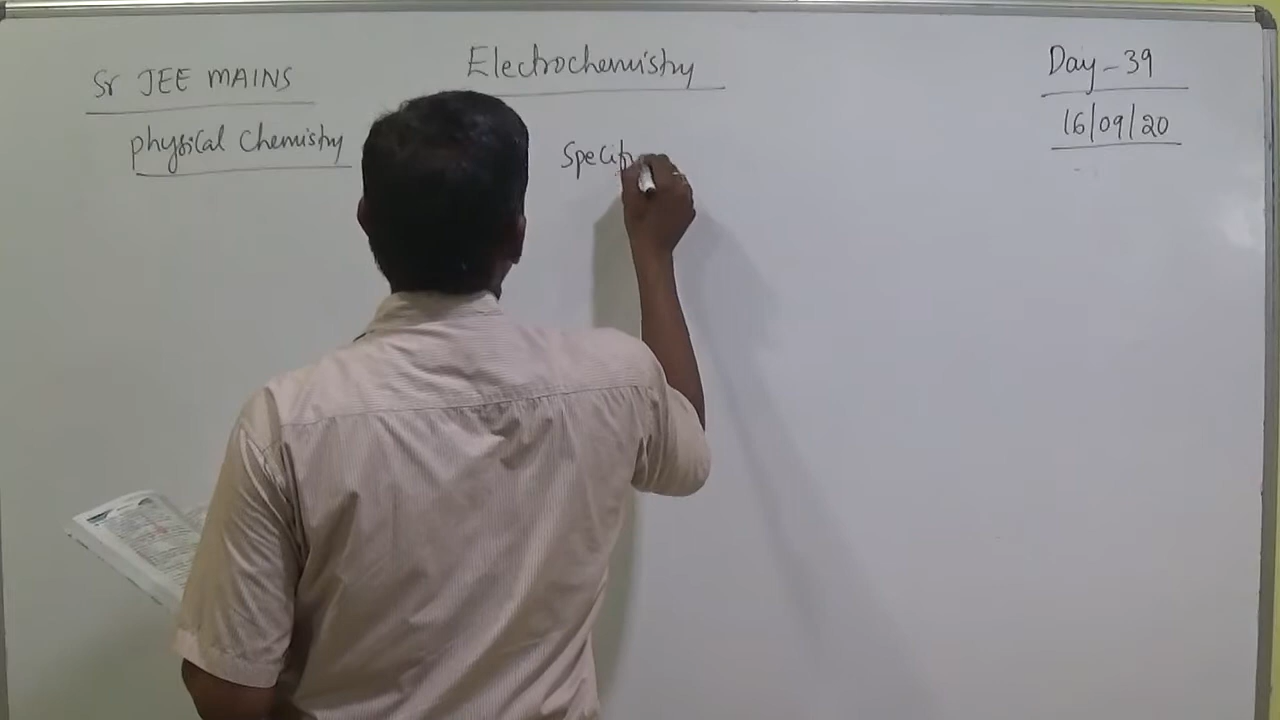 Sr JEE MAINS
Electrochemistry
Day - 39
physical Chemistry
16/09/20
Specif